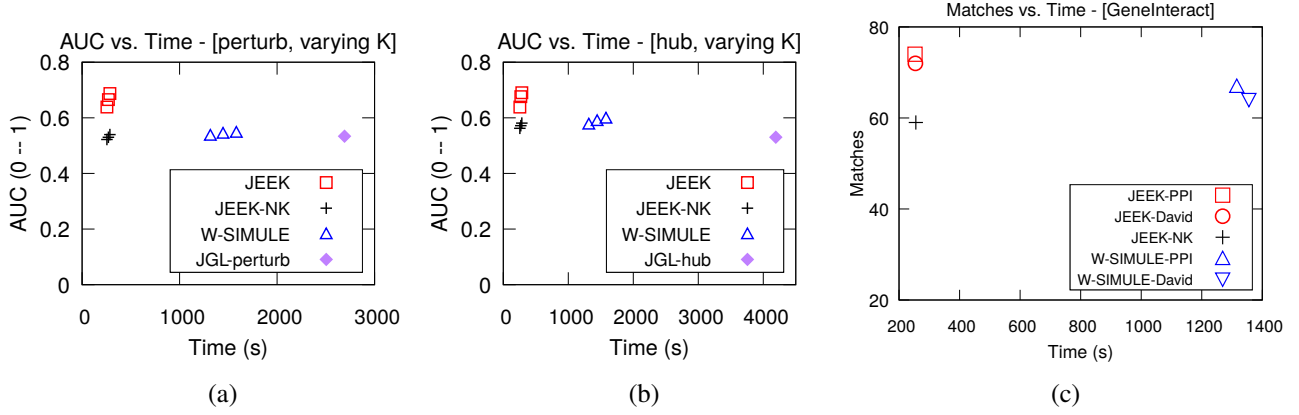 AUC vs. Time - [perturb, varying K]
AUC (0 -- 1)
0.8
0.6
0.4
0.2
0
JEEK
JEEK-NK
W-SIMULE
JGL-perturb
0 1000 2000 3000
Time (s)
(a)
AUC vs. Time - [hub, varying K]
AUC (0 -- 1)
0.8
0.6
0.4
0.2
0
JEEK
JEEK-NK
W-SIMULE
JGL-hub
0 1000 2000 3000 4000
Time (s)
(b)
Matches vs. Time - [GeneInteract]
Matches
80
60
40
20
JEEK-PPI
JEEK-David
JEEK-NK
W-SIMULE-PPI
W-SIMULE-David
200 400 600 800 1000 1200 1400
Time (s)
(c)